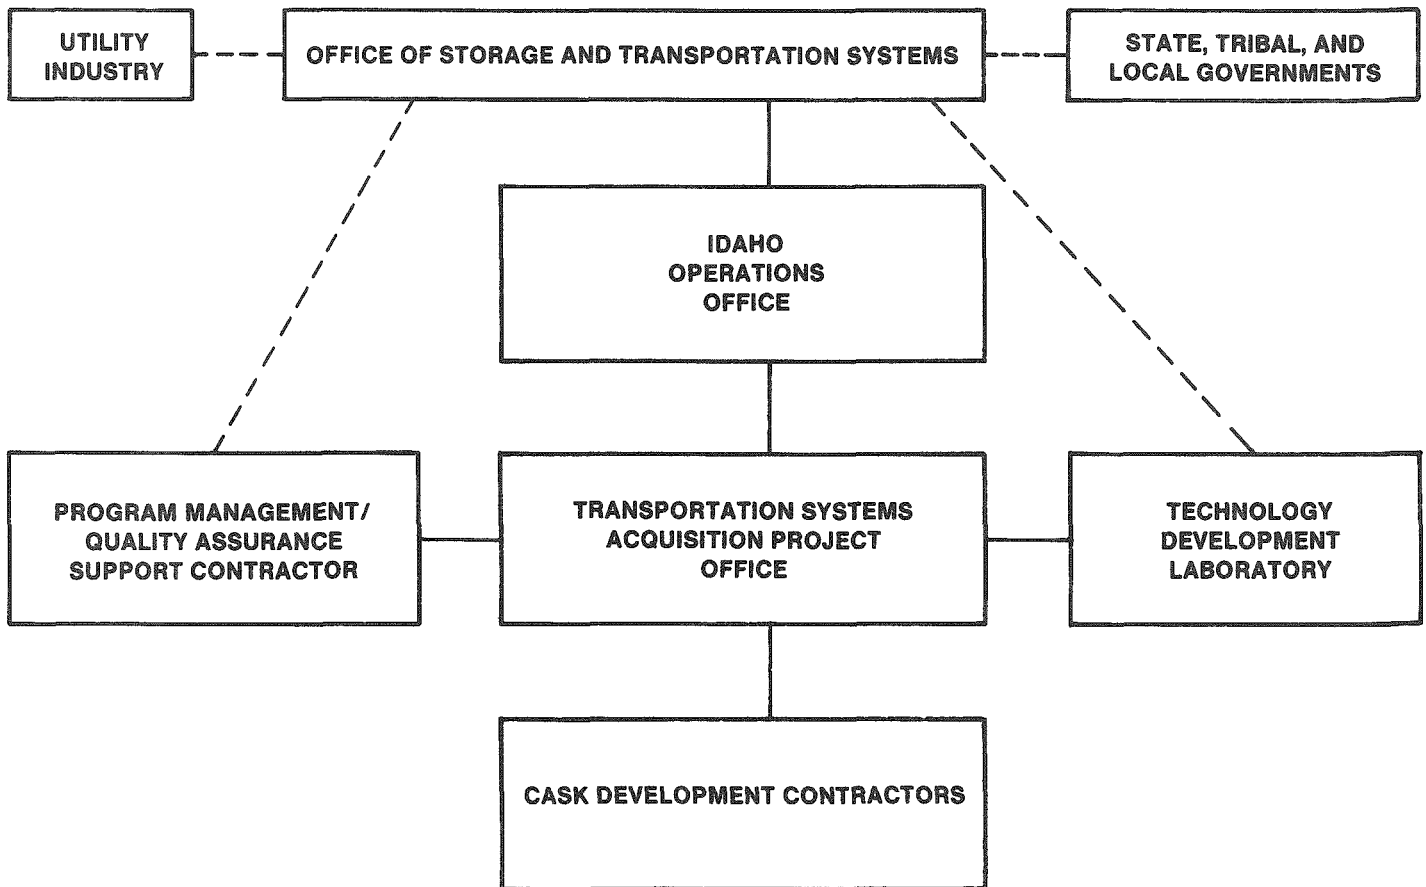 UTILITY
INDUSTRY
OFFICE OF STORAGE AND TRANSPORTATION SYSTEMS
STATE, TRIBAL, AND
LOCAL GOVERNMENTS
IDAHO
OPERATIONS
OFFICE
PROGRAM MANAGEMENT/
QUALITY ASSURANCE
SUPPORT CONTRACTOR
TRANSPORTATION SYSTEMS
ACQUISITION PROJECT
OFFICE
TECHNOLOGY
DEVELOPMENT
LABORATORY
CASK DEVELOPMENT CONTRACTORS